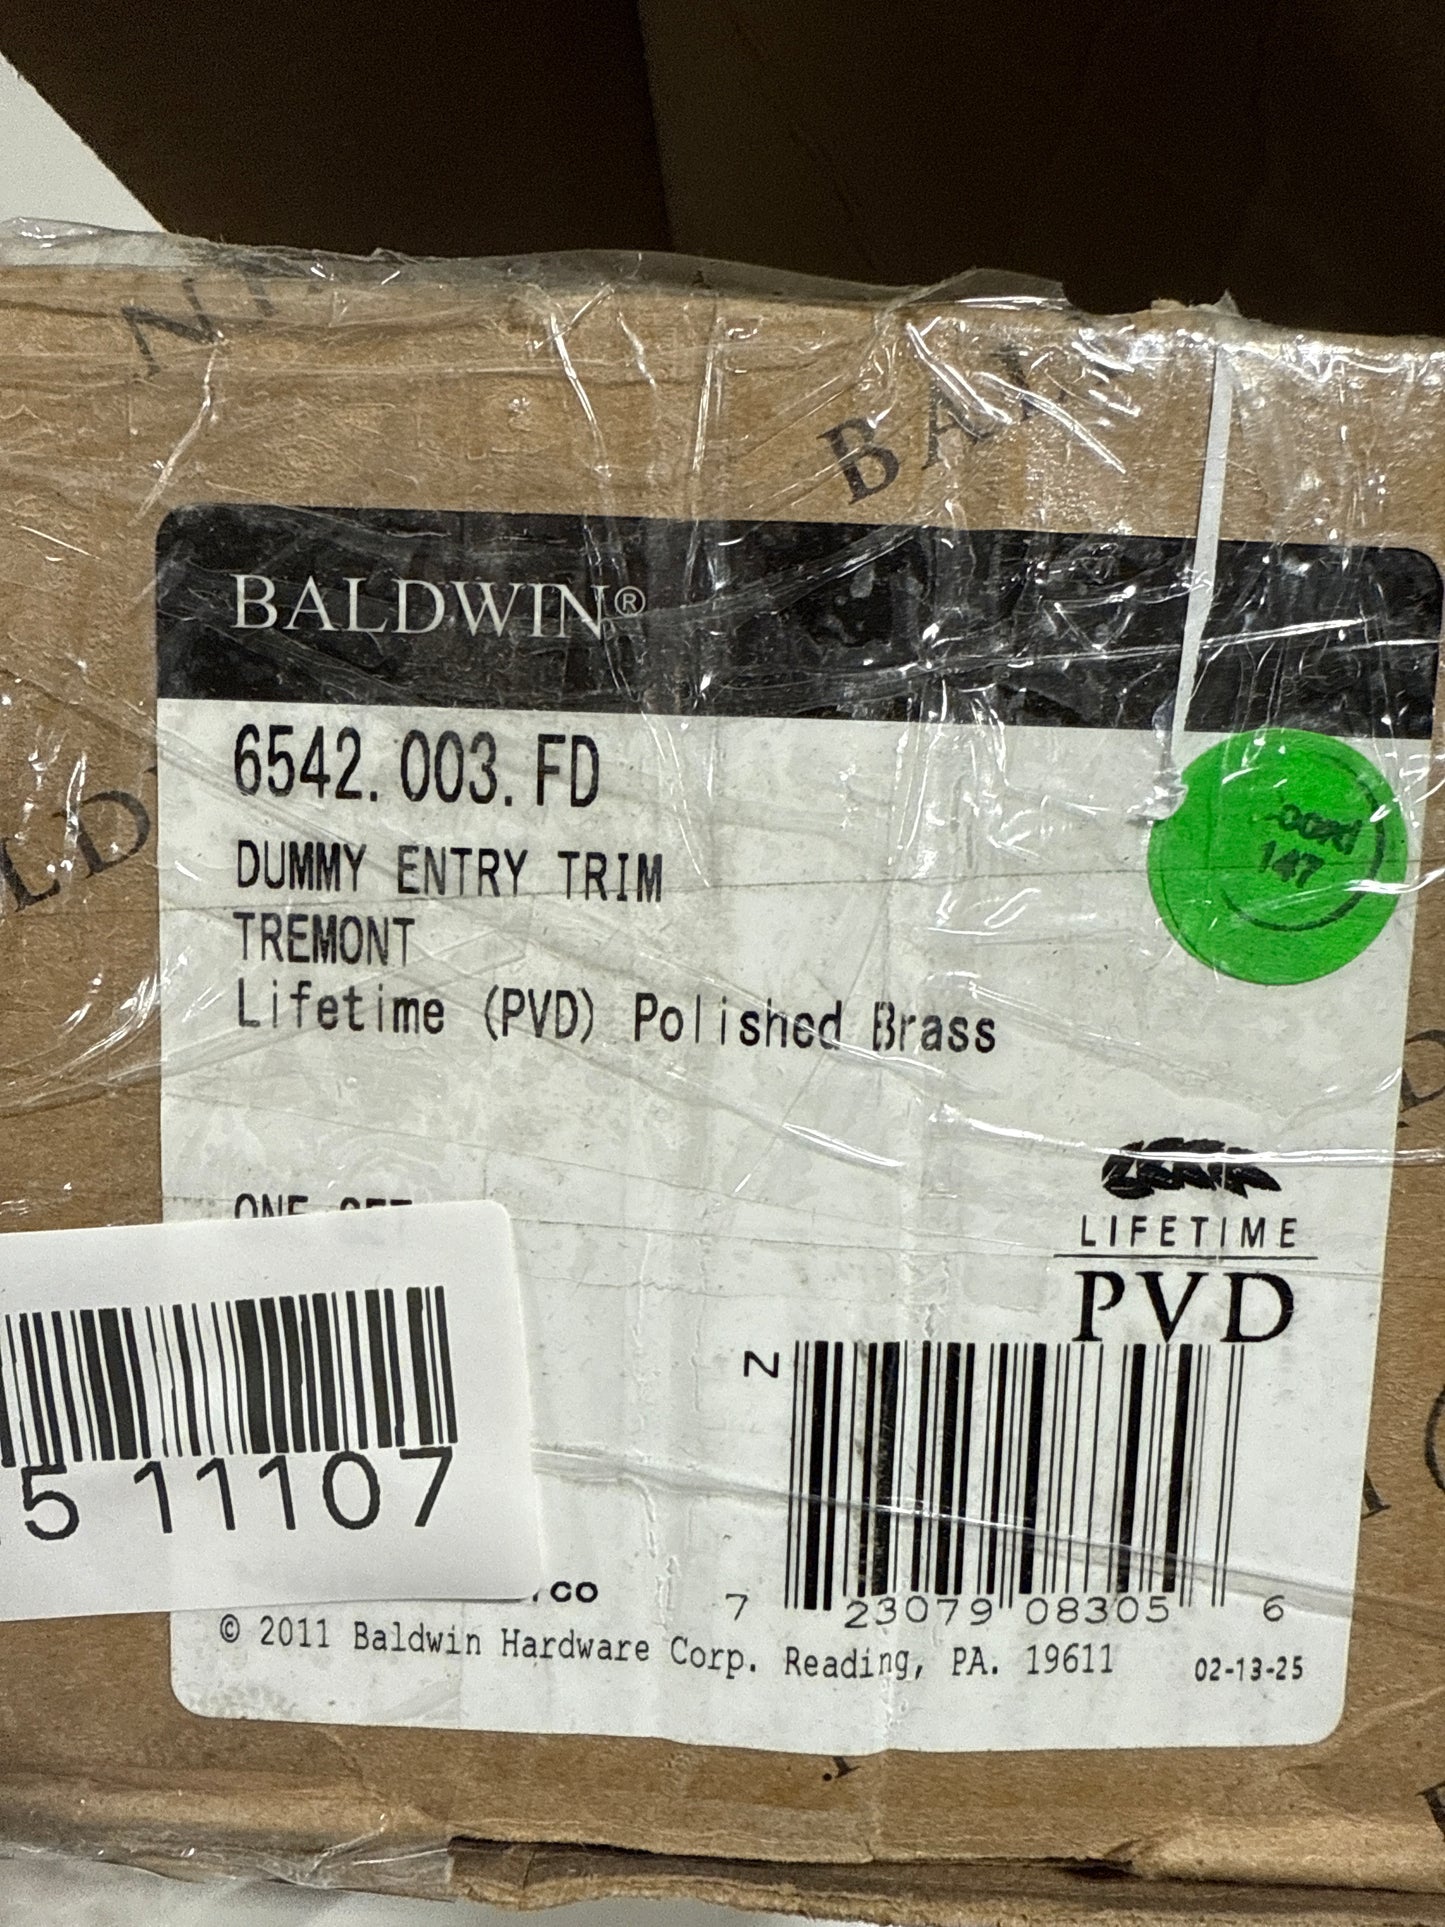 BALDWIN®
6542.003.FD
DUMMY ENTRY TRIM
TREMONT
Lifetime (PVD) Polished Brass
147
LIFETIME
PVD
N
7 23079 08305 6
5 11107
© 2011 Baldwin Hardware Corp. Reading, PA. 19611
02-13-25